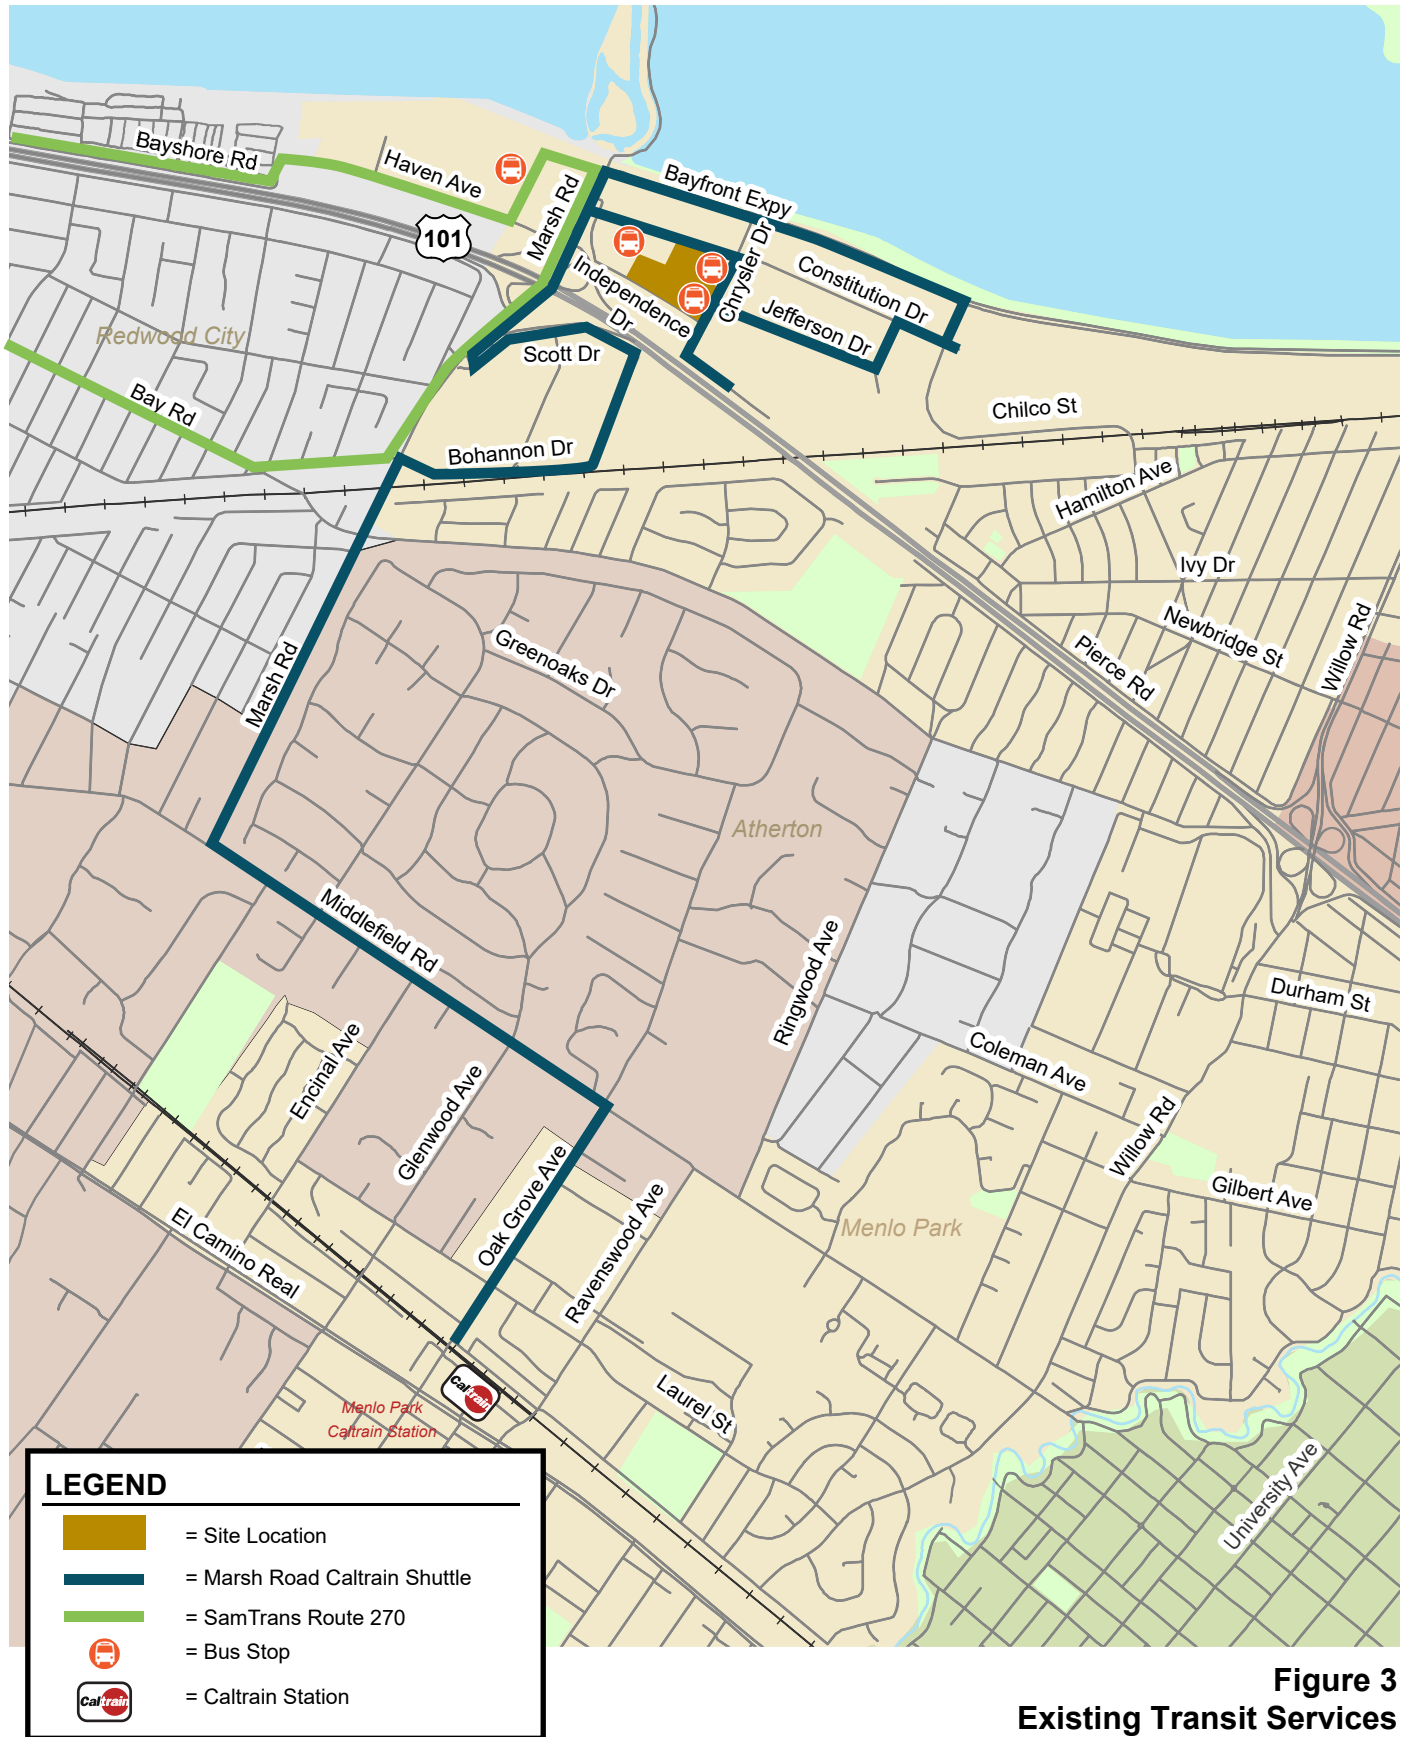 Bayshore Rd
Haven Ave
Marsh Rd
Bayfront Expy
101
Chrysler Dr
Constitution Dr
Independence
Dr
Jefferson Dr
Redwood City
Scott Dr
Bay Rd
Chilco St
Bohannon Dr
Hamilton Ave
Ivy Dr
Newbridge St
Willow Rd
Pierce Rd
Greenoaks Dr
Marsh Rd
Atherton
Middlefield Rd
Ringwood Ave
Durham St
Encinal Ave
Coleman Ave
Glenwood Ave
Willow Rd
Oak Grove Ave
Gilbert Ave
Ravenswood Ave
Menlo Park
El Camino Real
Caltrain
Menlo Park
Caltrain Station
Laurel St
University Ave
LEGEND
= Site Location
= Marsh Road Caltrain Shuttle
= SamTrans Route 270
= Bus Stop
Caltrain
= Caltrain Station
Figure 3
Existing Transit Services